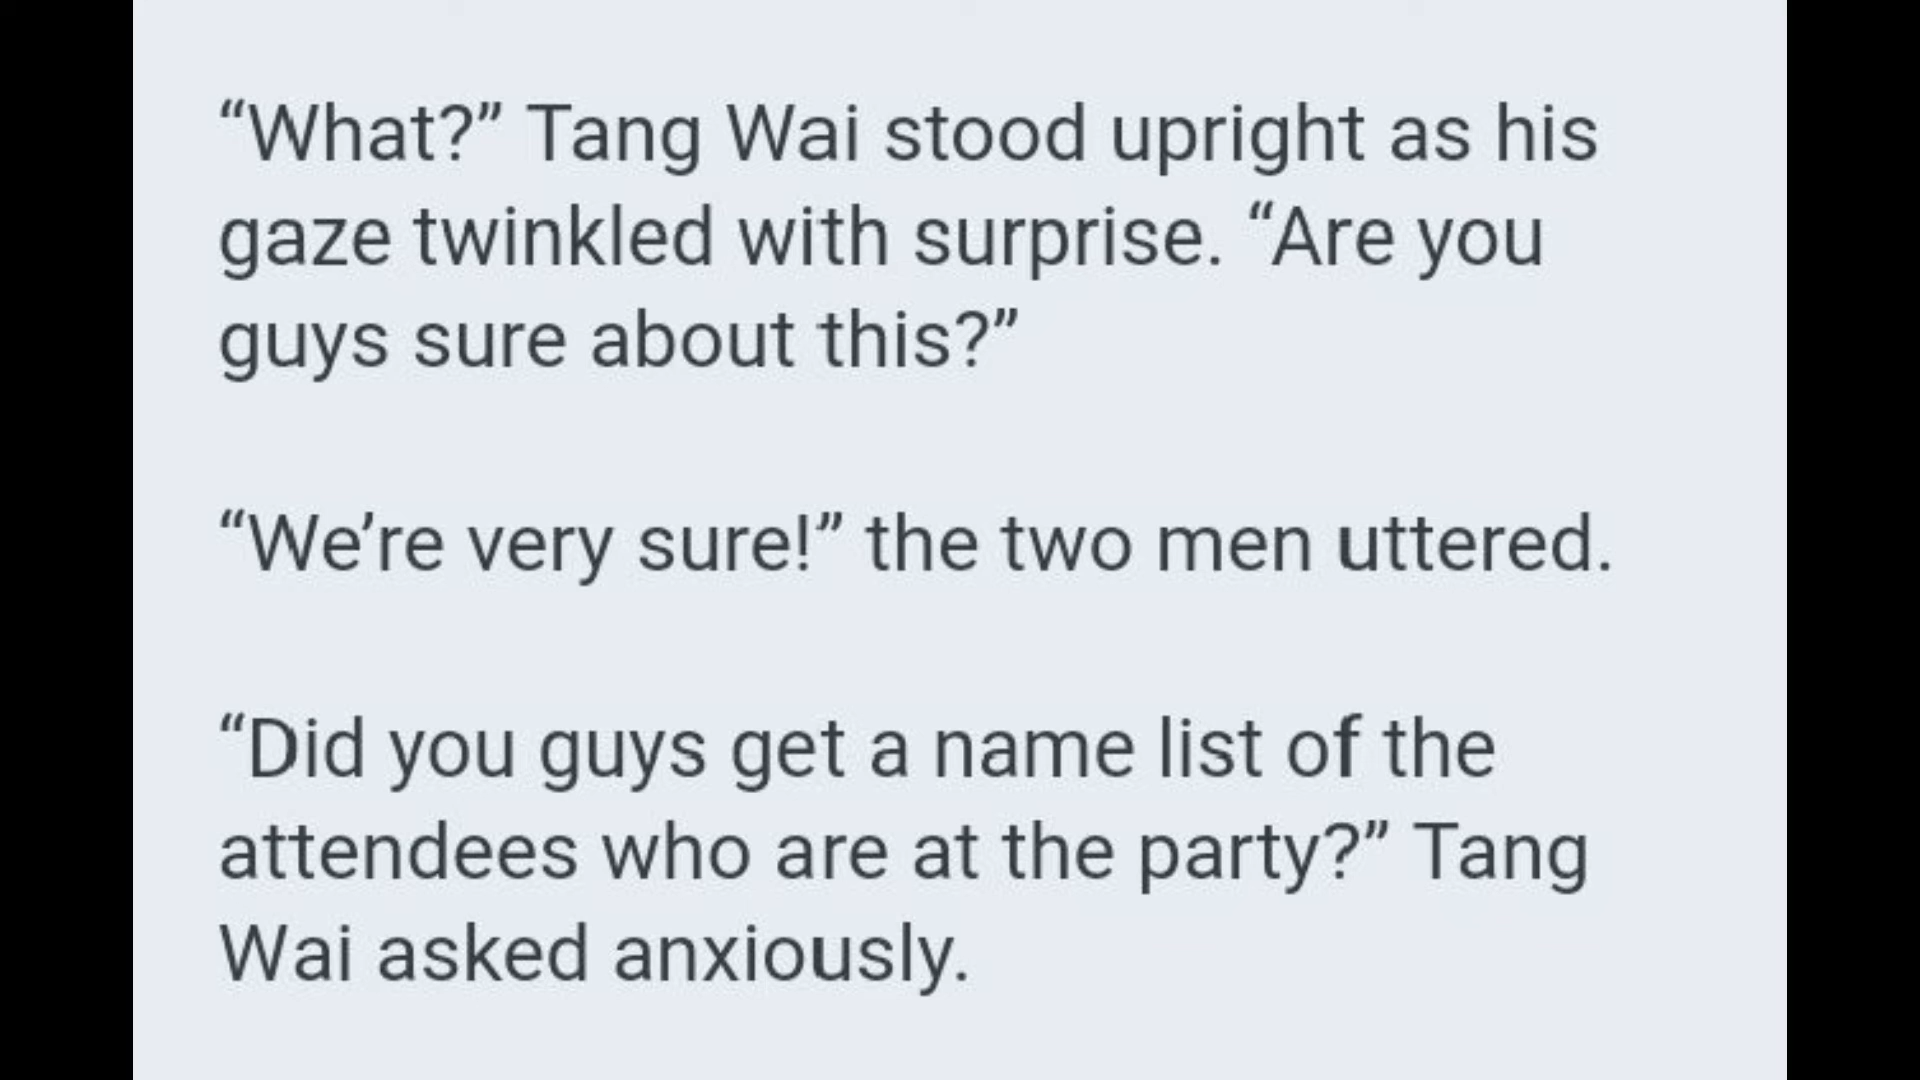 “What?” Tang Wai stood upright as his
gaze twinkled with surprise. “Are you
guys sure about this?”
“We’re very sure!” the two men uttered.
“Did you guys get a name list of the
attendees who are at the party?” Tang
Wai asked anxiously.